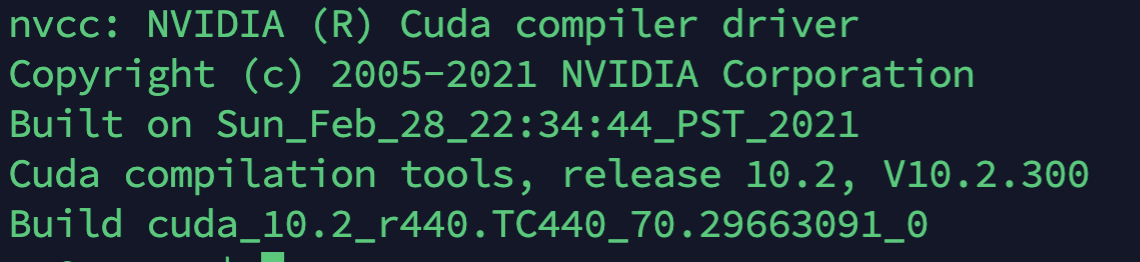 nvcc: NVIDIA (R) Cuda compiler driver
Copyright (c) 2005-2021 NVIDIA Corporation
Built on Sun_Feb_28_22:34:44_PST_2021
Cuda compilation tools, release 10.2, V10.2.300
Build cuda_10.2_r440.TC440_70.29663091_0